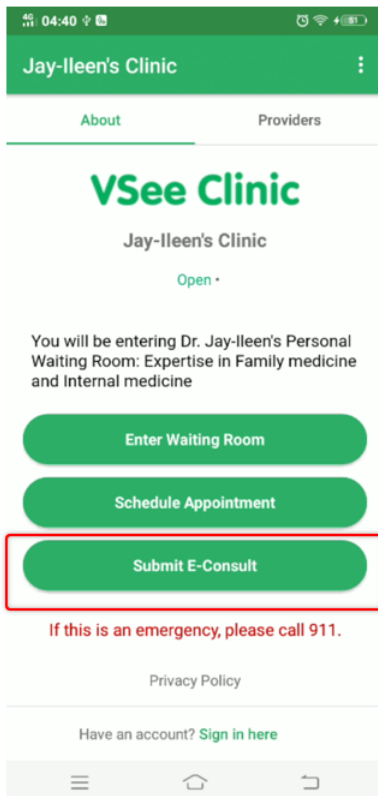 4G 04:40 51
Jay-Ileen's Clinic
About Providers
VSee Clinic
Jay-Ileen's Clinic
Open •
You will be entering Dr. Jay-Ileen's Personal
Waiting Room: Expertise in Family medicine
and Internal medicine
Enter Waiting Room
Schedule Appointment
Submit E-Consult
If this is an emergency, please call 911.
Privacy Policy
Have an account? Sign in here